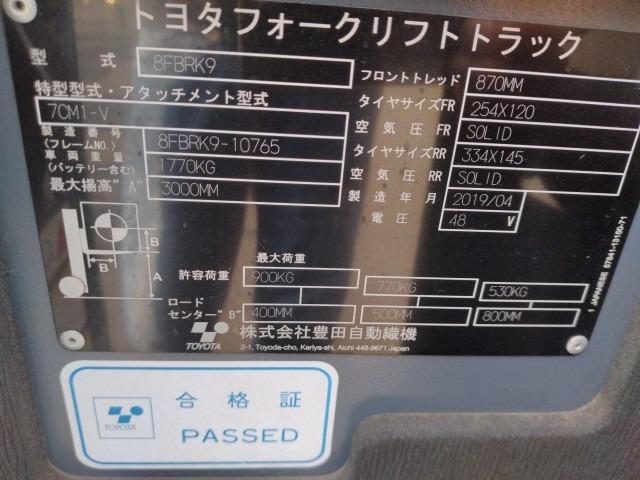 トヨタフォークリフトトラック
型式 8FBRK9
特型型式・アタッチメント型式
7CM1-V
製造番号
(フレームNO.) 8FBRK9-10765
車両重量
(バッテリー含む) 1770KG
最大揚高"A" 3000MM
フロントトレッド 870MM
タイヤサイズFR 254X120
空気圧FR SOLID
タイヤサイズRR 334X145
空気圧RR SOLID
製造年月 2019/04
電圧 48 V
B
B
A
最大荷重
許容荷重 900KG 770KG 530KG
ロード
センター"B" 400MM 500MM 800MM
TOYOTA 株式会社豊田自動織機
2-1, Toyoda-cho, Kariya-shi, Aichi 448-8671 Japan
1 JAPANESE 57641-13150-71
合格証
TOYOTA
PASSED